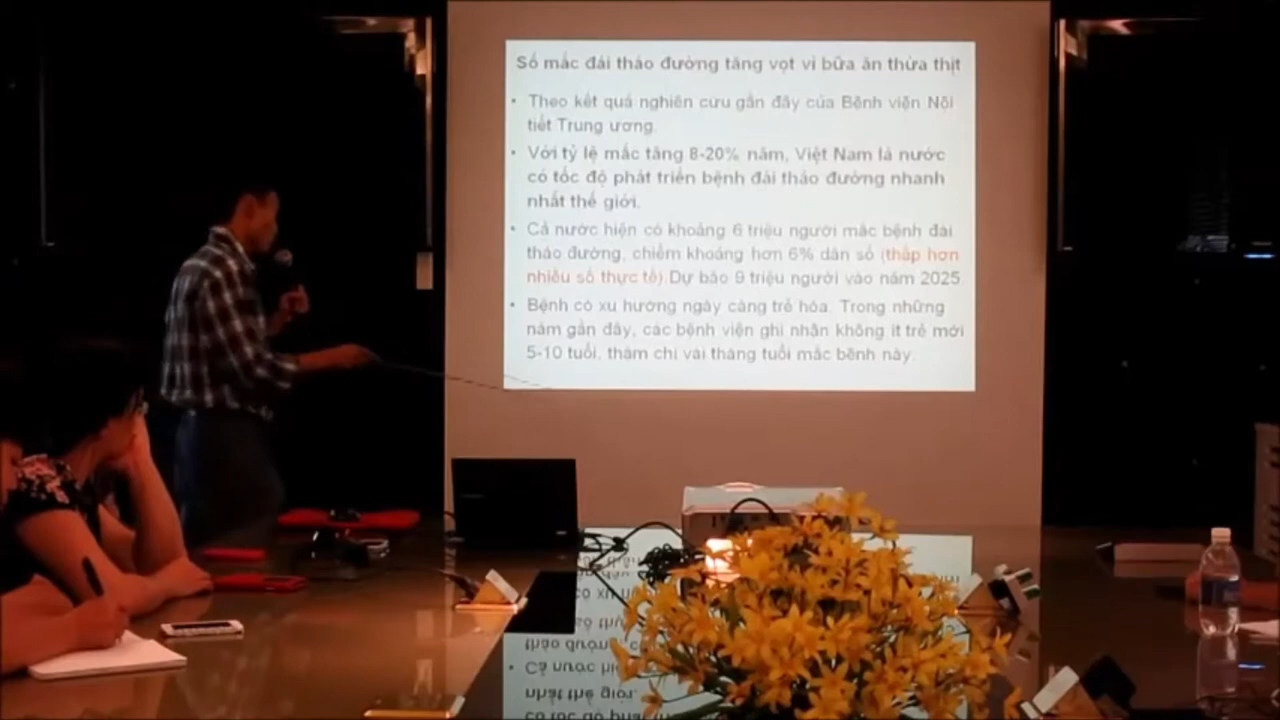 Số mắc đái tháo đường tăng vọt vì bữa ăn thừa thịt
• Theo kết quả nghiên cứu gần đây của Bệnh viện Nội
tiết Trung ương.
• Với tỷ lệ mắc tăng 8-20% năm, Việt Nam là nước
có tốc độ phát triển bệnh đái tháo đường nhanh
nhất thế giới.
• Cả nước hiện có khoảng 6 triệu người mắc bệnh đái
tháo đường, chiếm khoảng hơn 6% dân số (thấp hơn
nhiều số thực tế).Dự báo 9 triệu người vào năm 2025.
• Bệnh có xu hướng ngày càng trẻ hóa. Trong những
năm gần đây, các bệnh viện ghi nhận không ít trẻ mới
5-10 tuổi, thậm chí vài tháng tuổi mắc bệnh này.